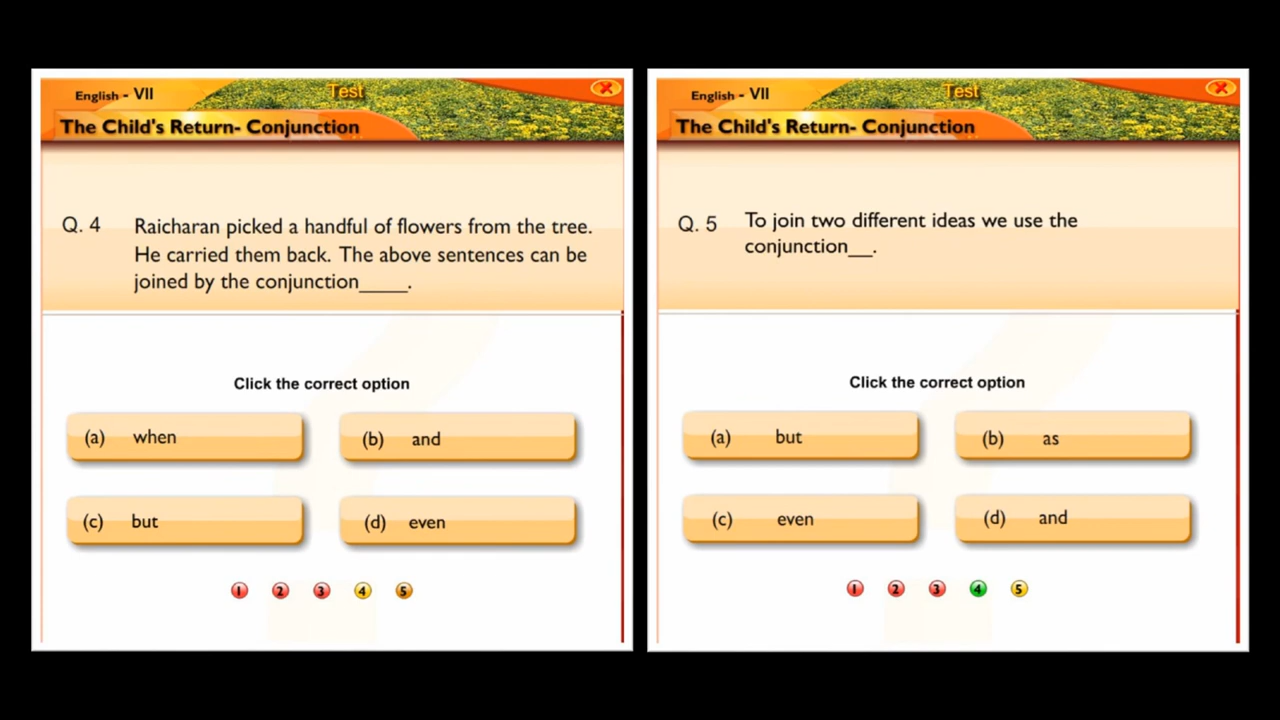 English - VII
Test
The Child's Return- Conjunction
Q. 4
Raicharan picked a handful of flowers from the tree.
He carried them back. The above sentences can be
joined by the conjunction_____.
Click the correct option
(a) when
(b) and
(c) but
(d) even
1 2 3 4 5
English - VII
Test
The Child's Return- Conjunction
Q. 5
To join two different ideas we use the
conjunction__.
Click the correct option
(a) but
(b) as
(c) even
(d) and
1 2 3 4 5